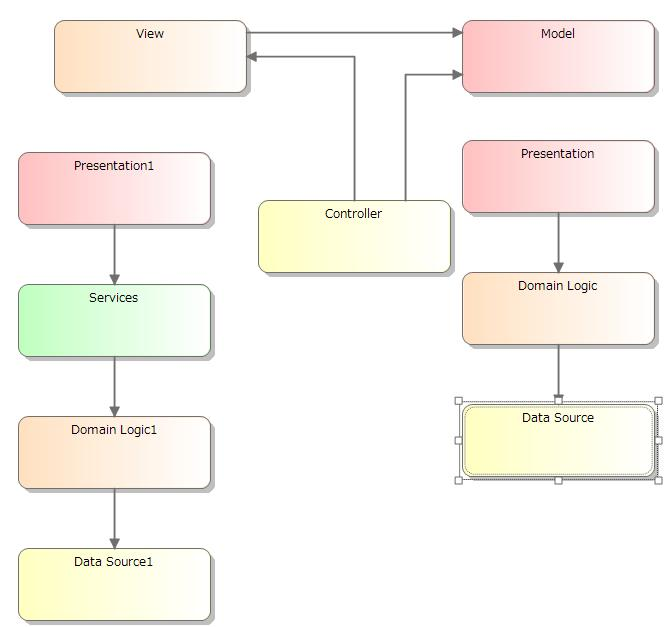 View
Model
Presentation1
Presentation
Controller
Services
Domain Logic
Domain Logic1
Data Source
Data Source1